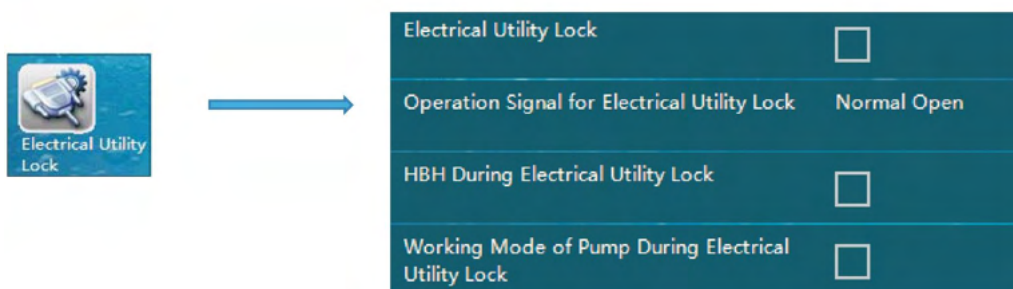 Electrical Utility
Lock
Electrical Utility Lock
Operation Signal for Electrical Utility Lock Normal Open
HBH During Electrical Utility Lock
Working Mode of Pump During Electrical
Utility Lock